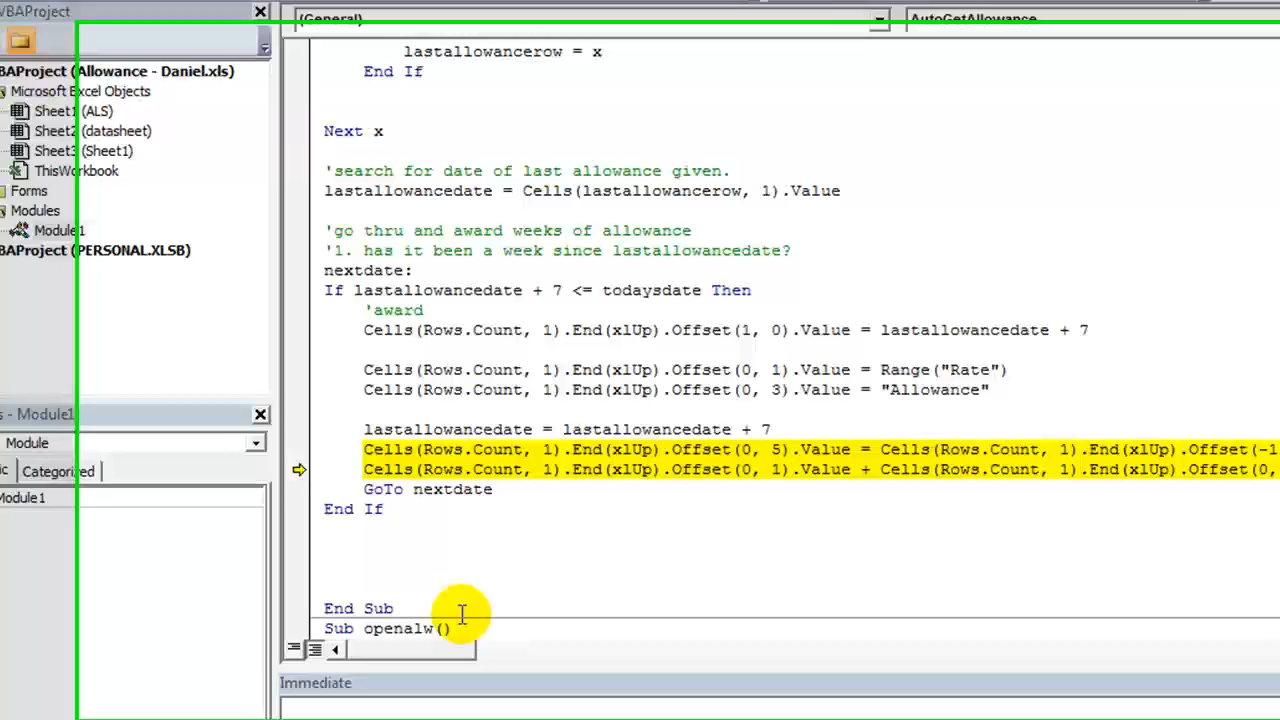 VBAProject
(General)
AutoGetAllowance
BAProject (Allowance - Daniel.xls)
Microsoft Excel Objects
Sheet1 (ALS)
Sheet2 (datasheet)
Sheet3 (Sheet1)
ThisWorkbook
Forms
Modules
Module1
BAProject (PERSONAL.XLSB)
s - Module1
Module
ic Categorized
Module1
lastallowancerow = x
End If
Next x
'search for date of last allowance given.
lastallowancedate = Cells(lastallowancerow, 1).Value
'go thru and award weeks of allowance
'1. has it been a week since lastallowancedate?
nextdate:
If lastallowancedate + 7 <= todaysdate Then
'award
Cells(Rows.Count, 1).End(xlUp).Offset(1, 0).Value = lastallowancedate + 7
Cells(Rows.Count, 1).End(xlUp).Offset(0, 1).Value = Range("Rate")
Cells(Rows.Count, 1).End(xlUp).Offset(0, 3).Value = "Allowance"
lastallowancedate = lastallowancedate + 7
Cells(Rows.Count, 1).End(xlUp).Offset(0, 5).Value = Cells(Rows.Count, 1).End(xlUp).Offset(-1
Cells(Rows.Count, 1).End(xlUp).Offset(0, 1).Value + Cells(Rows.Count, 1).End(xlUp).Offset(0,
GoTo nextdate
End If
End Sub
Sub openalw()
Immediate